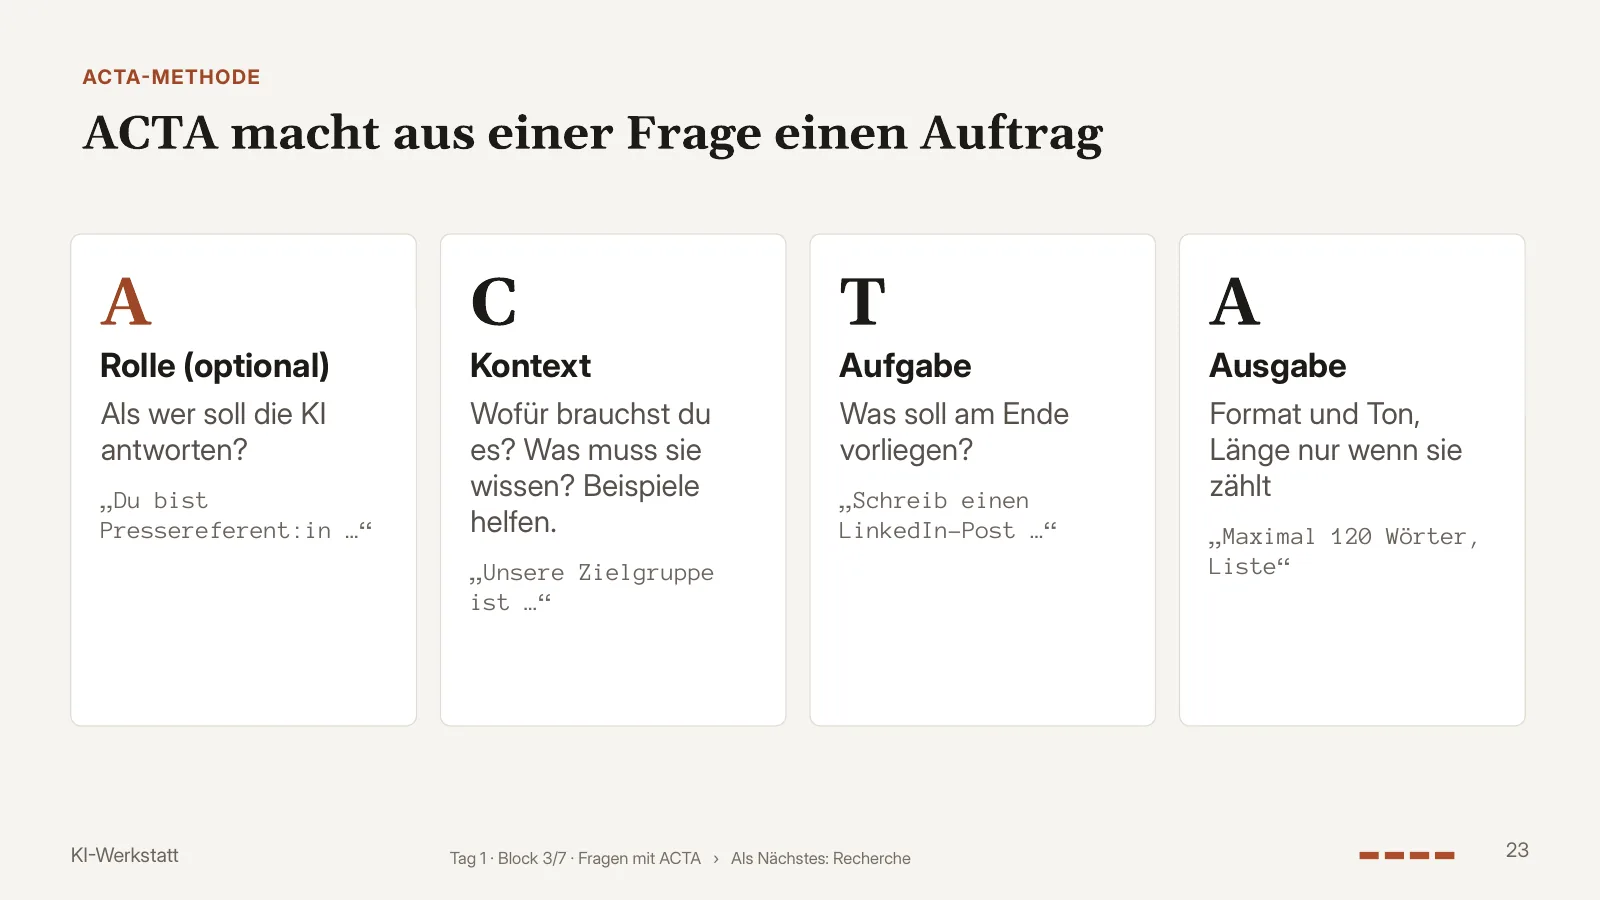 ACTA-METHODE
ACTA macht aus einer Frage einen Auftrag
A
Rolle (optional)
Als wer soll die KI
antworten?
„Du bist
Pressereferent:in …“
C
Kontext
Wofür brauchst du
es? Was muss sie
wissen? Beispiele
helfen.
„Unsere Zielgruppe
ist …“
T
Aufgabe
Was soll am Ende
vorliegen?
„Schreib einen
LinkedIn-Post …“
A
Ausgabe
Format und Ton,
Länge nur wenn sie
zählt
„Maximal 120 Wörter,
Liste“
KI-Werkstatt
Tag 1 · Block 3/7 · Fragen mit ACTA › Als Nächstes: Recherche
23